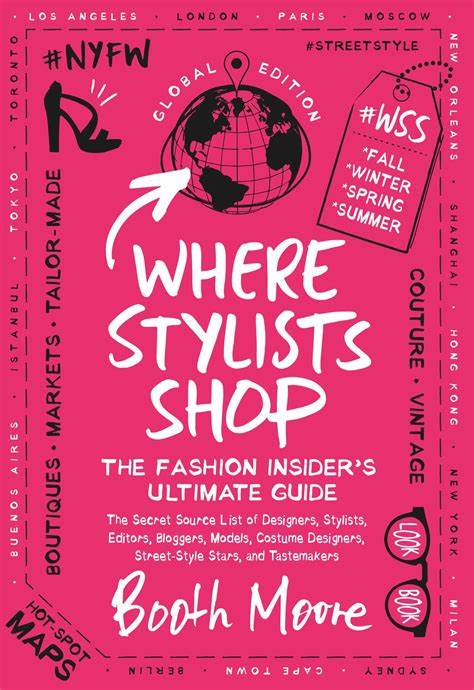 LOS ANGELES • LONDON • PARIS • MOSCOW
#NYFW
#STREETSTYLE
GLOBAL EDITION
#WSS
*FALL
*WINTER
*SPRING
*SUMMER
TORONTO • TOKYO • ISTANBUL • BUENOS AIRES
BOUTIQUES • MARKETS • TAILOR-MADE
NEW ORLEANS • SHANGHAI • HONG KONG • NEW YORK • MILAN
COUTURE • VINTAGE
WHERE
STYLISTS
SHOP
THE FASHION INSIDER'S
ULTIMATE GUIDE
The Secret Source List of Designers, Stylists,
Editors, Bloggers, Models, Costume Designers,
Street-Style Stars, and Tastemakers
LOOK
BOOK
Booth Moore
HOT-SPOT
MAPS
BERLIN • CAPE TOWN • SYDNEY